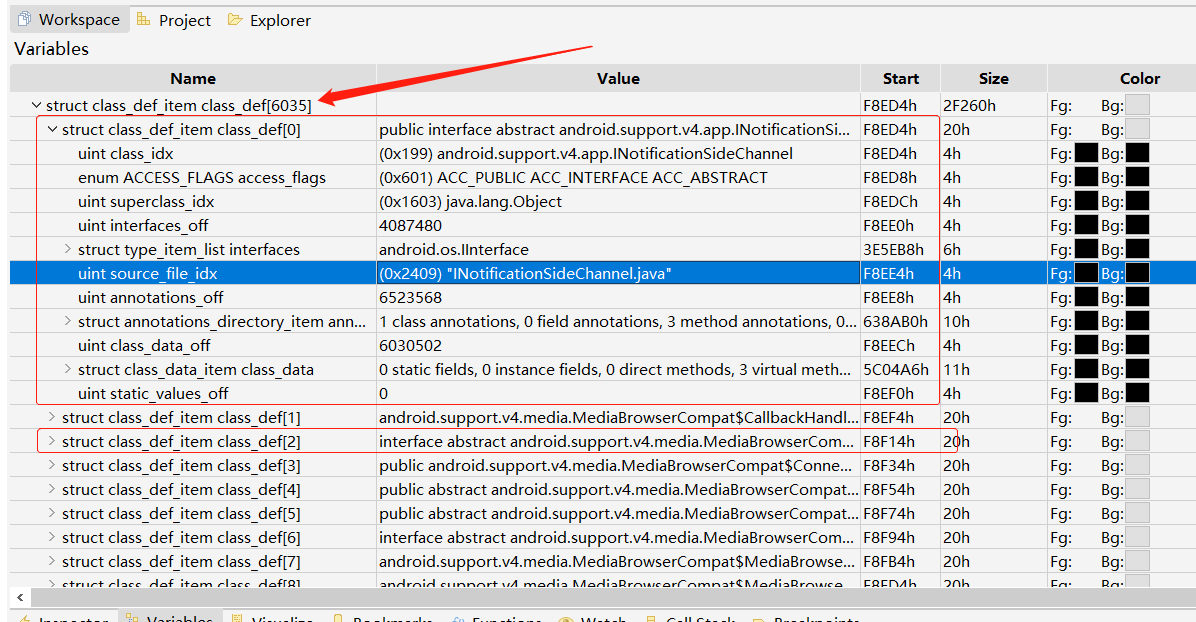 Workspace Project Explorer
Variables
Name Value Start Size Color
struct class_def_item class_def[6035] F8ED4h 2F260h Fg: Bg:
struct class_def_item class_def[0] public interface abstract android.support.v4.app.INotificationSi... F8ED4h 20h Fg: Bg:
uint class_idx (0x199) android.support.v4.app.INotificationSideChannel F8ED4h 4h Fg: Bg:
enum ACCESS_FLAGS access_flags (0x601) ACC_PUBLIC ACC_INTERFACE ACC_ABSTRACT F8ED8h 4h Fg: Bg:
uint superclass_idx (0x1603) java.lang.Object F8EDCh 4h Fg: Bg:
uint interfaces_off 4087480 F8EE0h 4h Fg: Bg:
struct type_item_list interfaces android.os.IInterface 3E5EB8h 6h Fg: Bg:
uint source_file_idx (0x2409) "INotificationSideChannel.java" F8EE4h 4h Fg: Bg:
uint annotations_off 6523568 F8EE8h 4h Fg: Bg:
struct annotations_directory_item ann... 1 class annotations, 0 field annotations, 3 method annotations, 0... 638AB0h 10h Fg: Bg:
uint class_data_off 6030502 F8EECh 4h Fg: Bg:
struct class_data_item class_data 0 static fields, 0 instance fields, 0 direct methods, 3 virtual meth... 5C04A6h 11h Fg: Bg:
uint static_values_off 0 F8EF0h 4h Fg: Bg:
struct class_def_item class_def[1] android.support.v4.media.MediaBrowserCompat$CallbackHandl... F8EF4h 20h Fg: Bg:
struct class_def_item class_def[2] interface abstract android.support.v4.media.MediaBrowserCom... F8F14h 20h Fg: Bg:
struct class_def_item class_def[3] public android.support.v4.media.MediaBrowserCompat$Conne... F8F34h 20h Fg: Bg:
struct class_def_item class_def[4] public abstract android.support.v4.media.MediaBrowserCompat... F8F54h 20h Fg: Bg:
struct class_def_item class_def[5] public abstract android.support.v4.media.MediaBrowserCompat... F8F74h 20h Fg: Bg:
struct class_def_item class_def[6] interface abstract android.support.v4.media.MediaBrowserCom... F8F94h 20h Fg: Bg:
struct class_def_item class_def[7] android.support.v4.media.MediaBrowserCompat$MediaBrowse... F8FB4h 20h Fg: Bg:
struct class_def_item class_def[8] android.support.v4.media.MediaBrowserCompat$MediaBrowse... F8FD4h 20h Fg: Bg:
Inspector Variables Visualize Bookmarks Functions Watch Call Stack Breakpoints